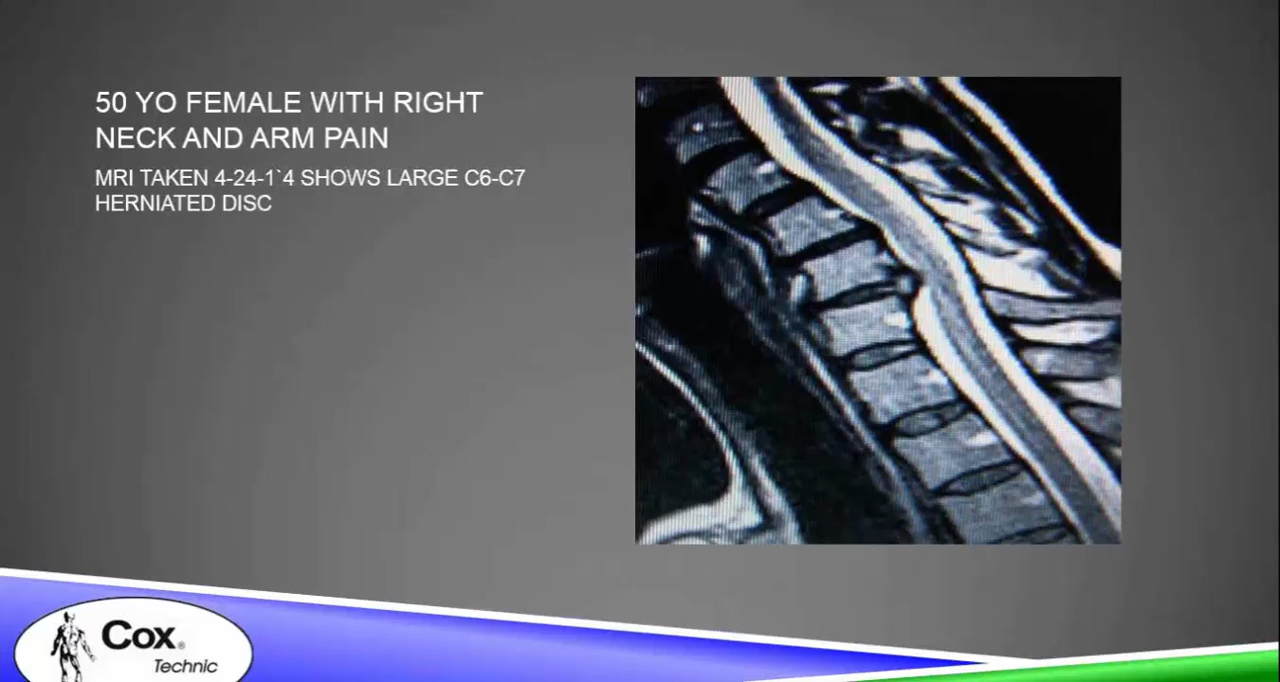 50 YO FEMALE WITH RIGHT
NECK AND ARM PAIN
MRI TAKEN 4-24-1`4 SHOWS LARGE C6-C7
HERNIATED DISC
Cox®
Technic